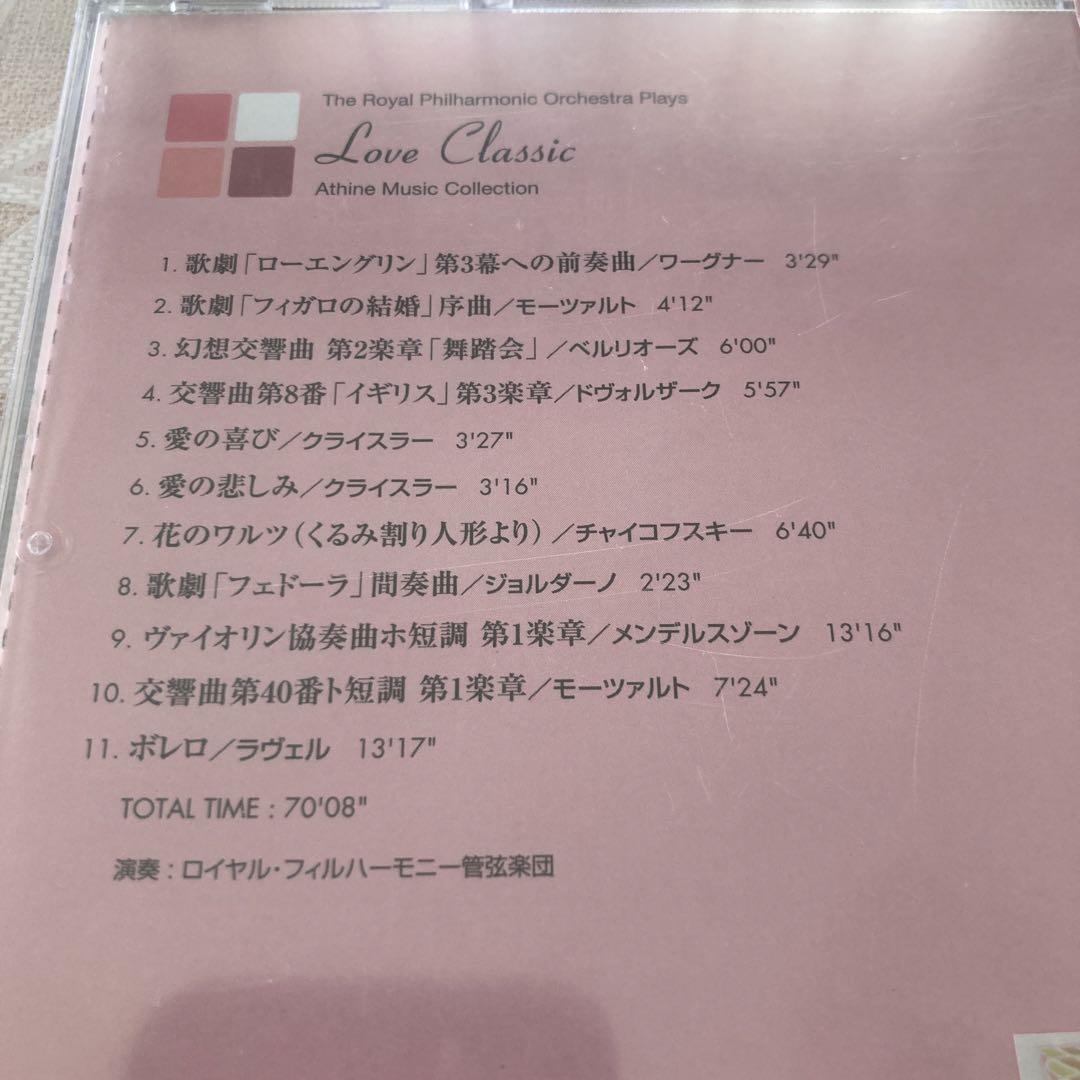 The Royal Philharmonic Orchestra Plays
Love Classic
Athine Music Collection
1. 歌劇「ローエングリン」第3幕への前奏曲／ワーグナー 3'29"
2. 歌劇「フィガロの結婚」序曲／モーツァルト 4'12"
3. 幻想交響曲 第2楽章「舞踏会」／ベルリオーズ 6'00"
4. 交響曲第8番「イギリス」第3楽章／ドヴォルザーク 5'57"
5. 愛の喜び／クライスラー 3'27"
6. 愛の悲しみ／クライスラー 3'16"
7. 花のワルツ（くるみ割り人形より）／チャイコフスキー 6'40"
8. 歌劇「フェドーラ」間奏曲／ジョルダーノ 2'23"
9. ヴァイオリン協奏曲ホ短調 第1楽章／メンデルスゾーン 13'16"
10. 交響曲第40番ト短調 第1楽章／モーツァルト 7'24"
11. ボレロ／ラヴェル 13'17"
TOTAL TIME : 70'08"
演奏 : ロイヤル・フィルハーモニー管弦楽団